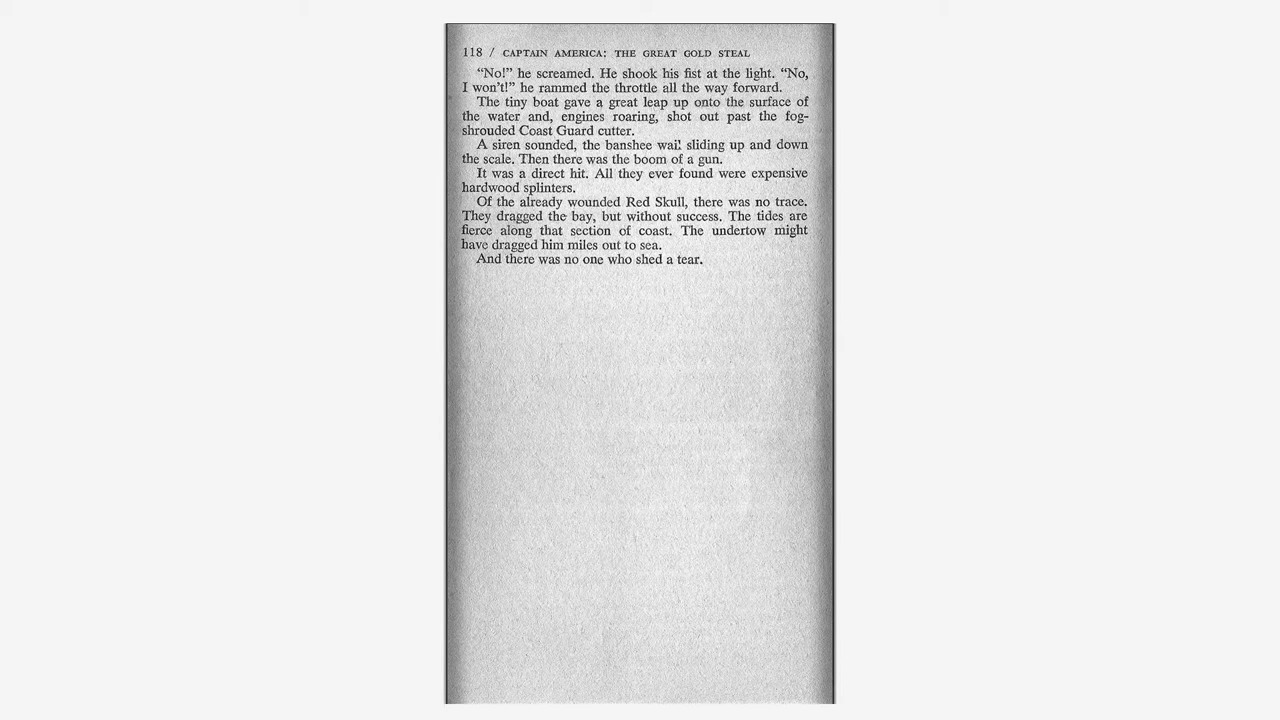 118 / CAPTAIN AMERICA: THE GREAT GOLD STEAL
“No!” he screamed. He shook his fist at the light. “No,
I won’t!” he rammed the throttle all the way forward.
The tiny boat gave a great leap up onto the surface of
the water and, engines roaring, shot out past the fog-
shrouded Coast Guard cutter.
A siren sounded, the banshee wail sliding up and down
the scale. Then there was the boom of a gun.
It was a direct hit. All they ever found were expensive
hardwood splinters.
Of the already wounded Red Skull, there was no trace.
They dragged the bay, but without success. The tides are
fierce along that section of coast. The undertow might
have dragged him miles out to sea.
And there was no one who shed a tear.